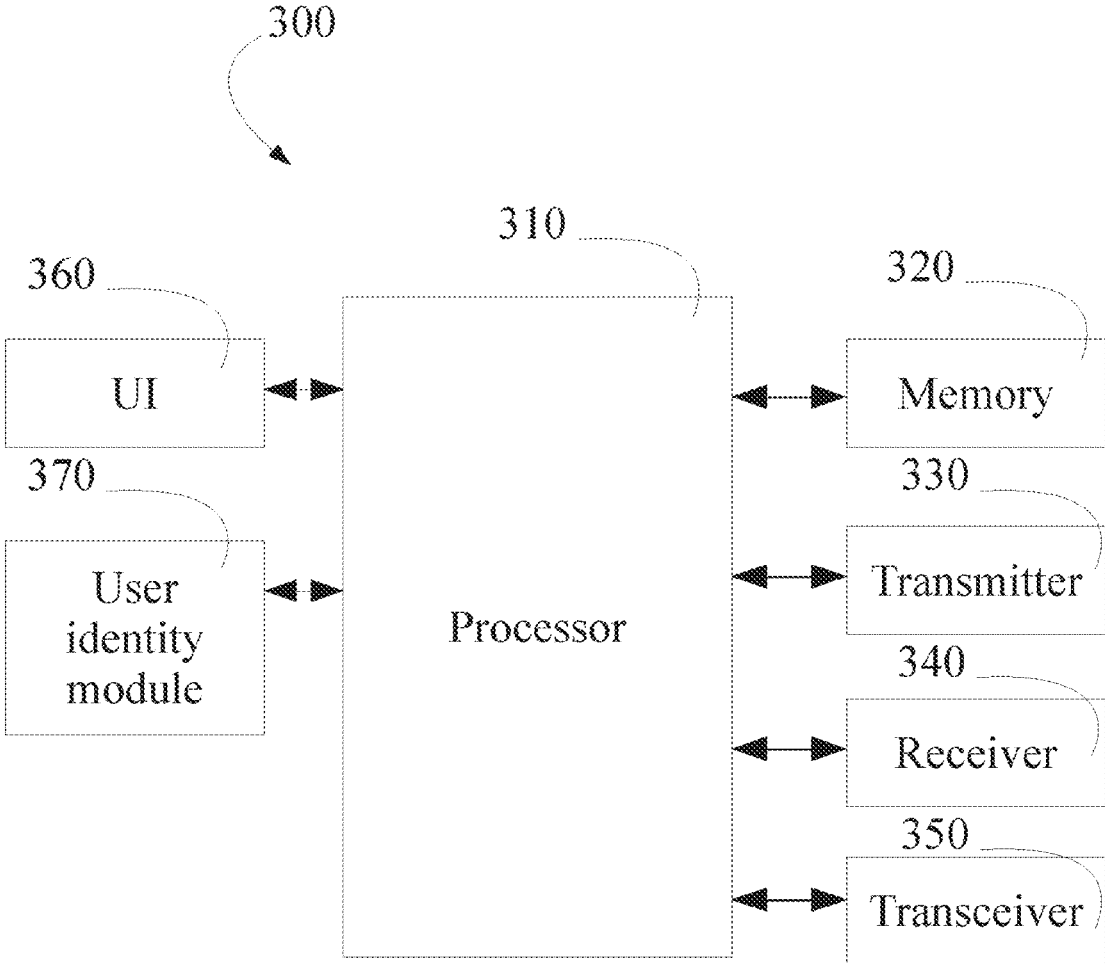 300
310
360
320
UI
Memory
370
330
User
identity
module
Transmitter
Processor
340
Receiver
350
Transceiver